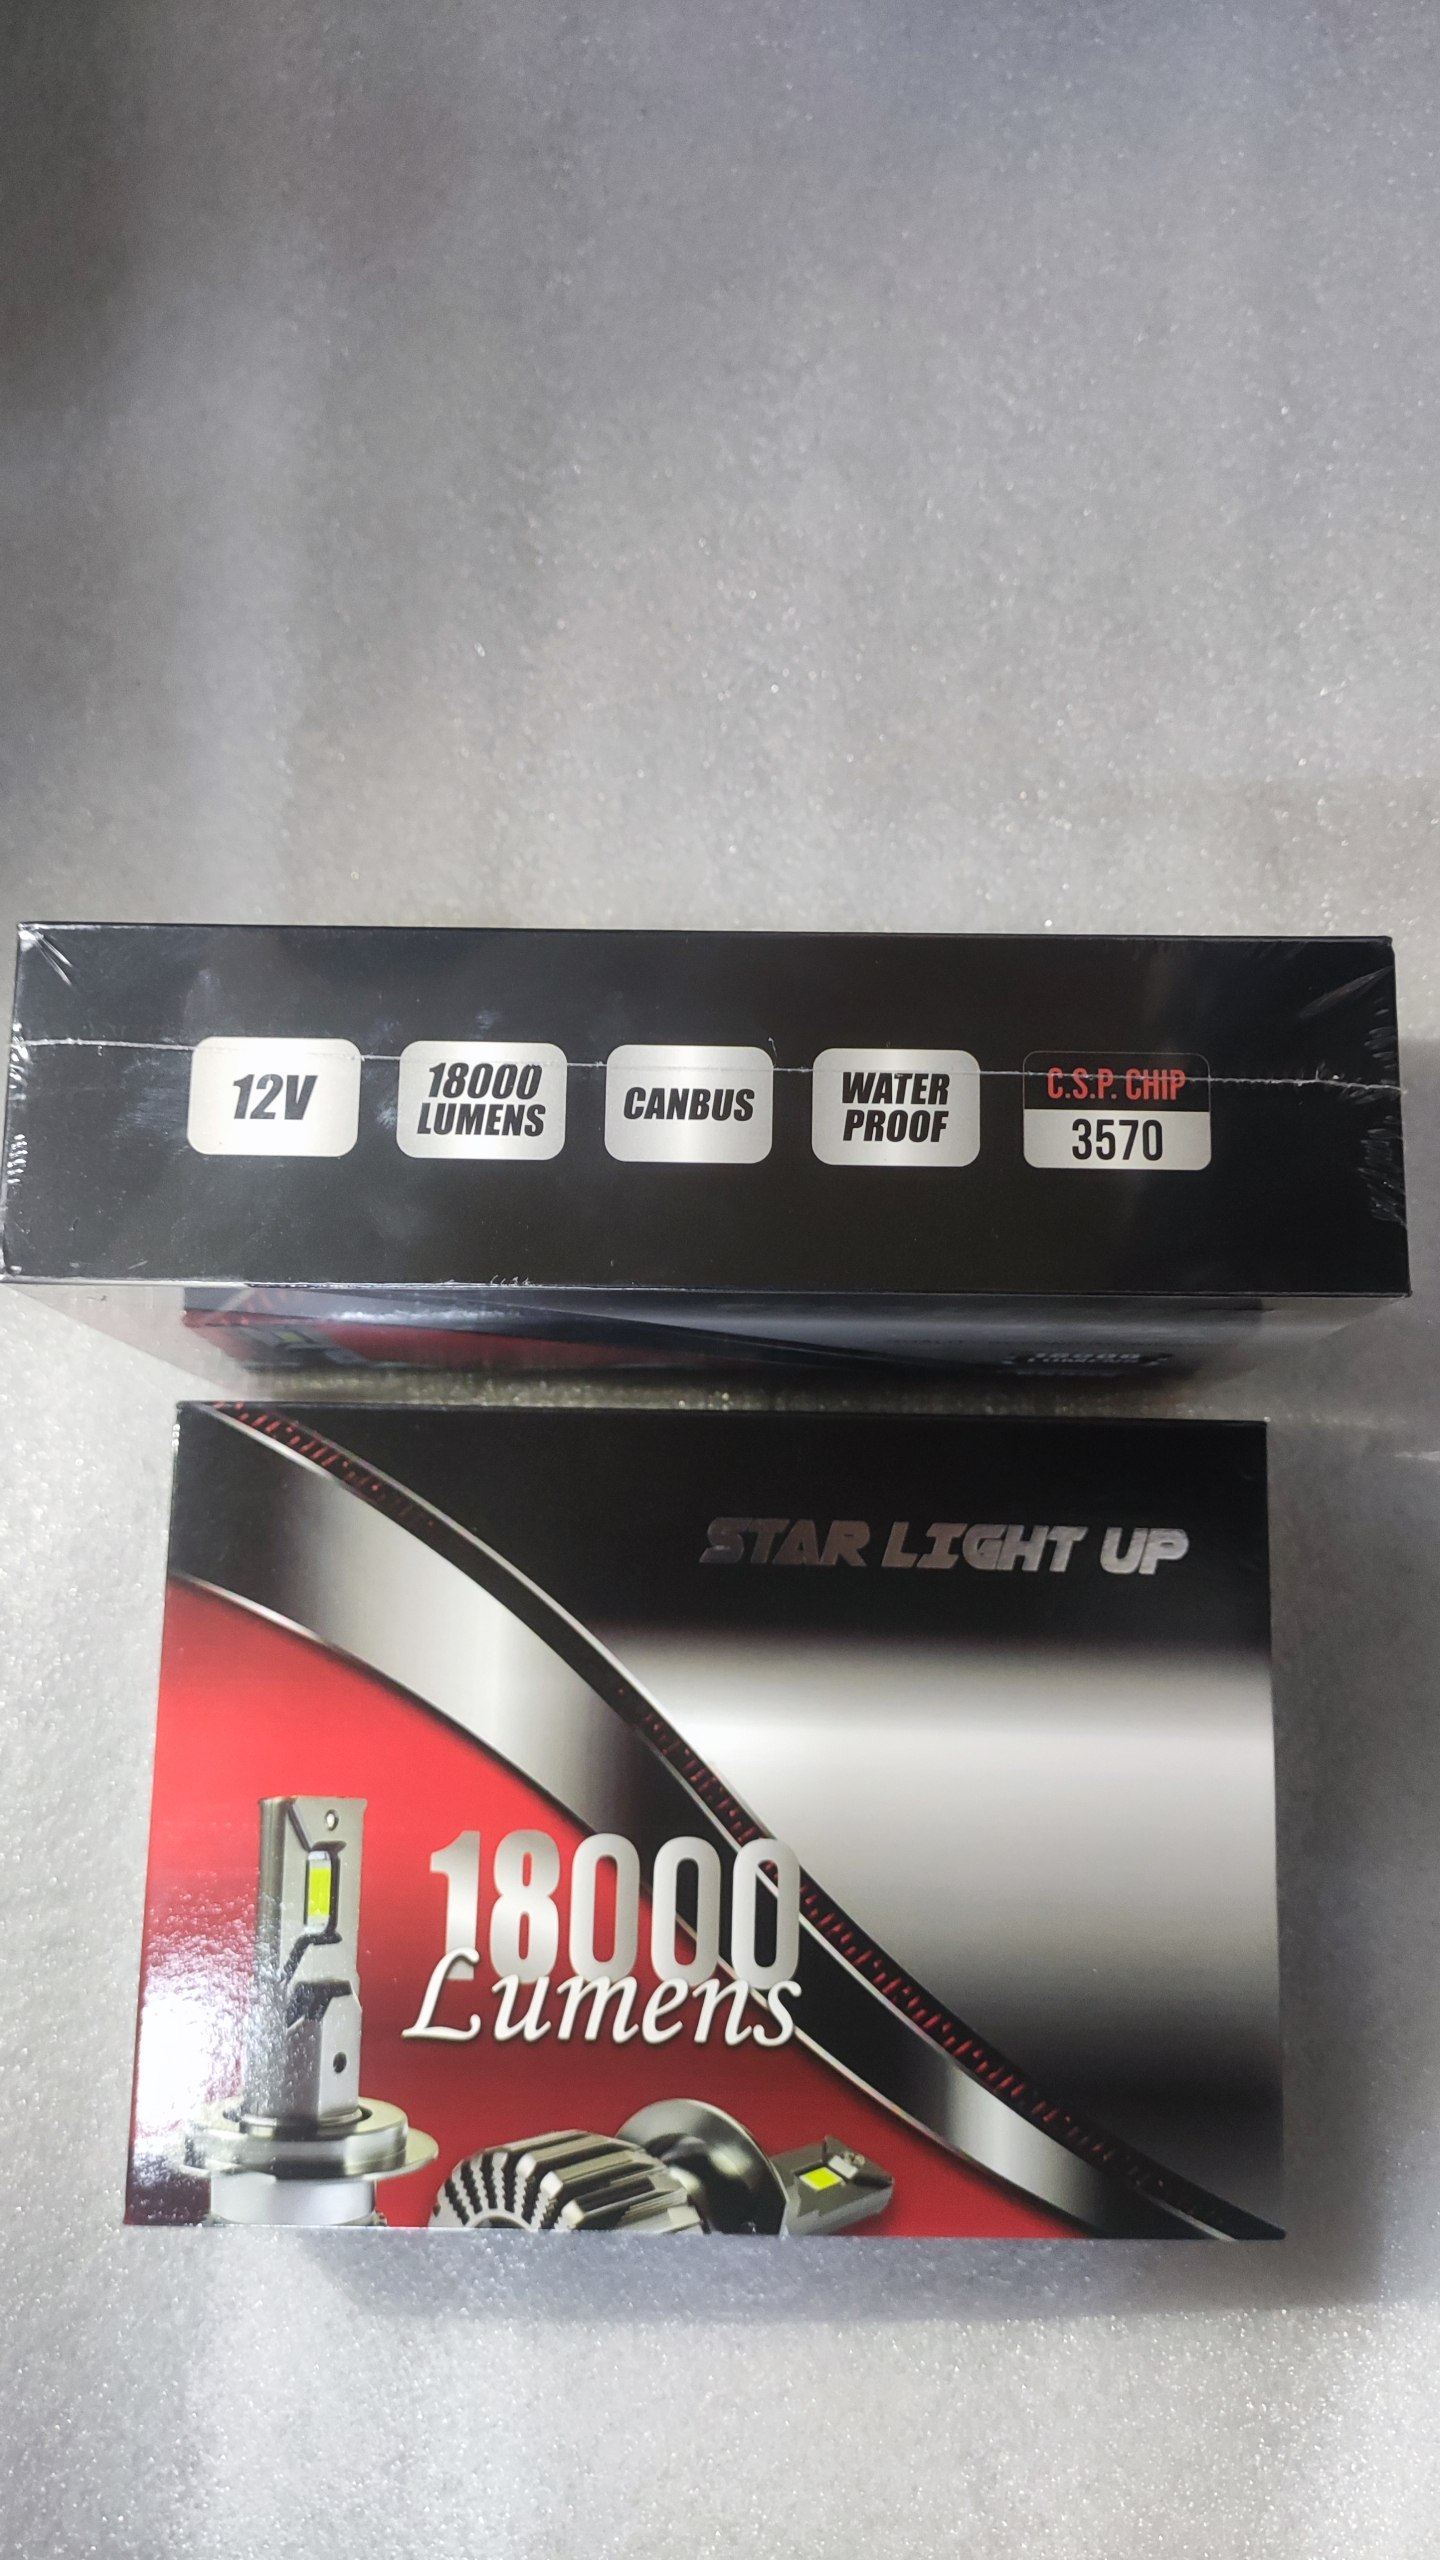 12V
18000
LUMENS
CANBUS
WATER
PROOF
C.S.P. CHIP
3570
STAR LIGHT UP
18000
Lumens